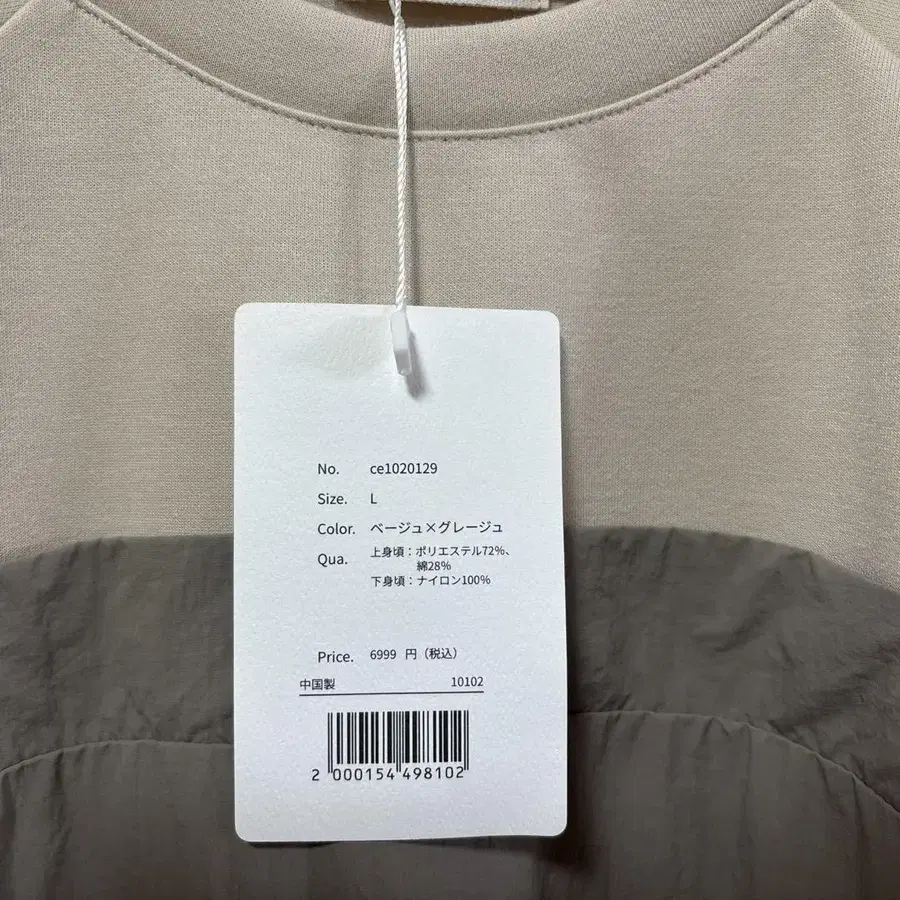 No. ce1020129
Size. L
Color. ベージュ×グレージュ
Qua. 上身頃：ポリエステル72%、
綿28%
下身頃：ナイロン100%
Price. 6999 円（税込）
中国製 10102
2 000154 498102